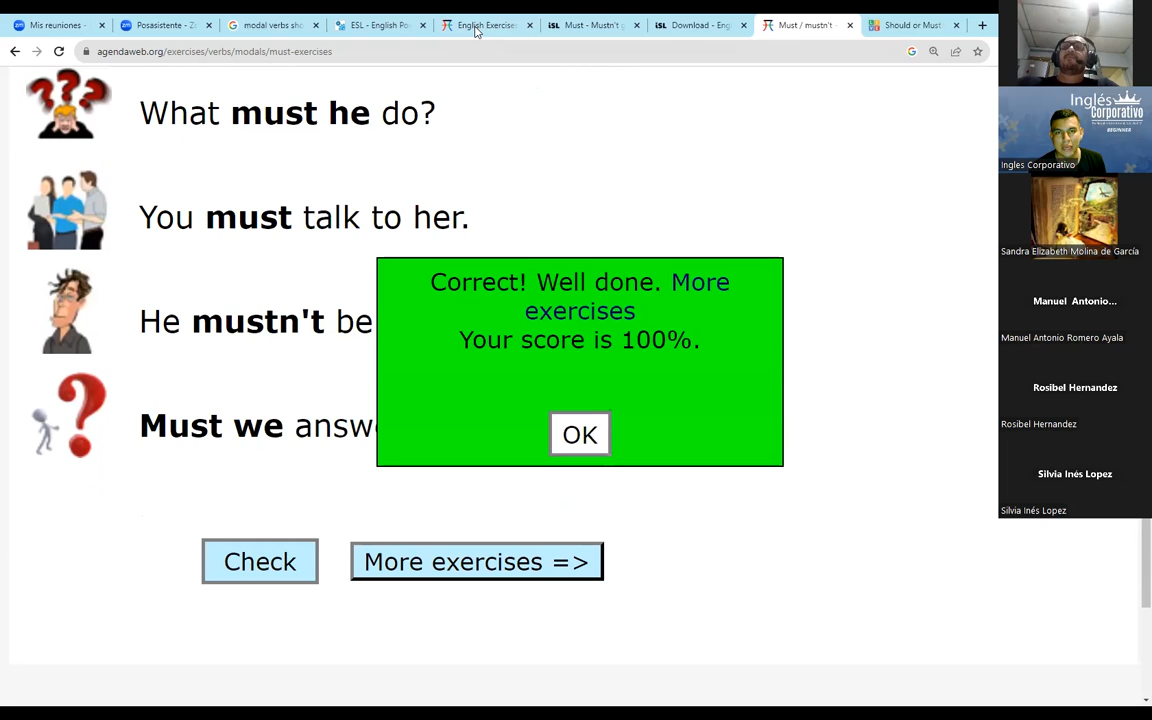 Mis reuniones -
Posasistente - Z
modal verbs sho
ESL - English Po
English Exercise
Must - Mustn't g
Download - Eng
Must / mustn't -
Should or Must
agendaweb.org/exercises/verbs/modals/must-exercises
What must he do?
You must talk to her.
He mustn't be
Must we answ
Correct! Well done. More
exercises
Your score is 100%.
OK
Check
More exercises =>
Inglés
Corporativo
BEGINNER
Ingles Corporativo
Sandra Elizabeth Molina de García
Manuel Antonio...
Manuel Antonio Romero Ayala
Rosibel Hernandez
Rosibel Hernandez
Silvia Inés Lopez
Silvia Inés Lopez